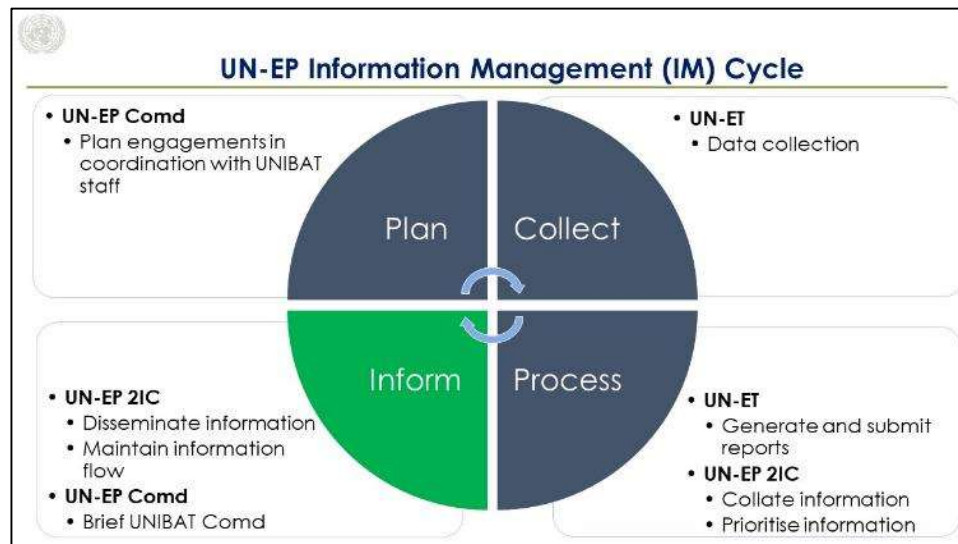 UN-EP Information Management (IM) Cycle
• UN-EP Comd
• Plan engagements in
coordination with UNIBAT
staff
• UN-ET
• Data collection
Plan
Collect
Inform
Process
• UN-EP 2IC
• Disseminate information
• Maintain information
flow
• UN-EP Comd
• Brief UNIBAT Comd
• UN-ET
• Generate and submit
reports
• UN-EP 2IC
• Collate information
• Prioritise information